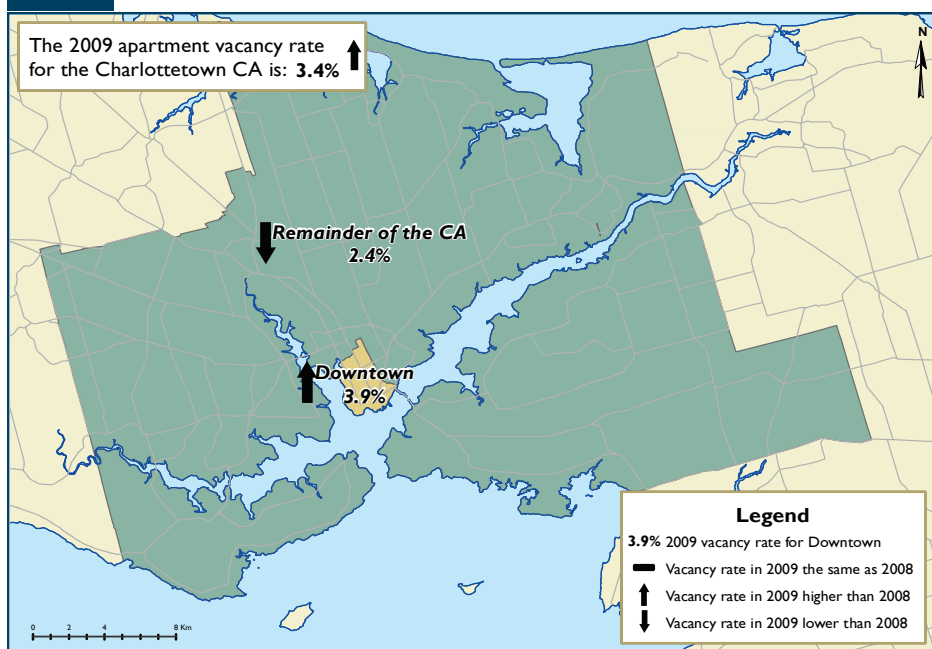 The 2009 apartment vacancy rate
for the Charlottetown CA is: 3.4%
N
Remainder of the CA
2.4%
Downtown
3.9%
Legend
3.9% 2009 vacancy rate for Downtown
Vacancy rate in 2009 the same as 2008
Vacancy rate in 2009 higher than 2008
Vacancy rate in 2009 lower than 2008
0 2 4 6 8 Km